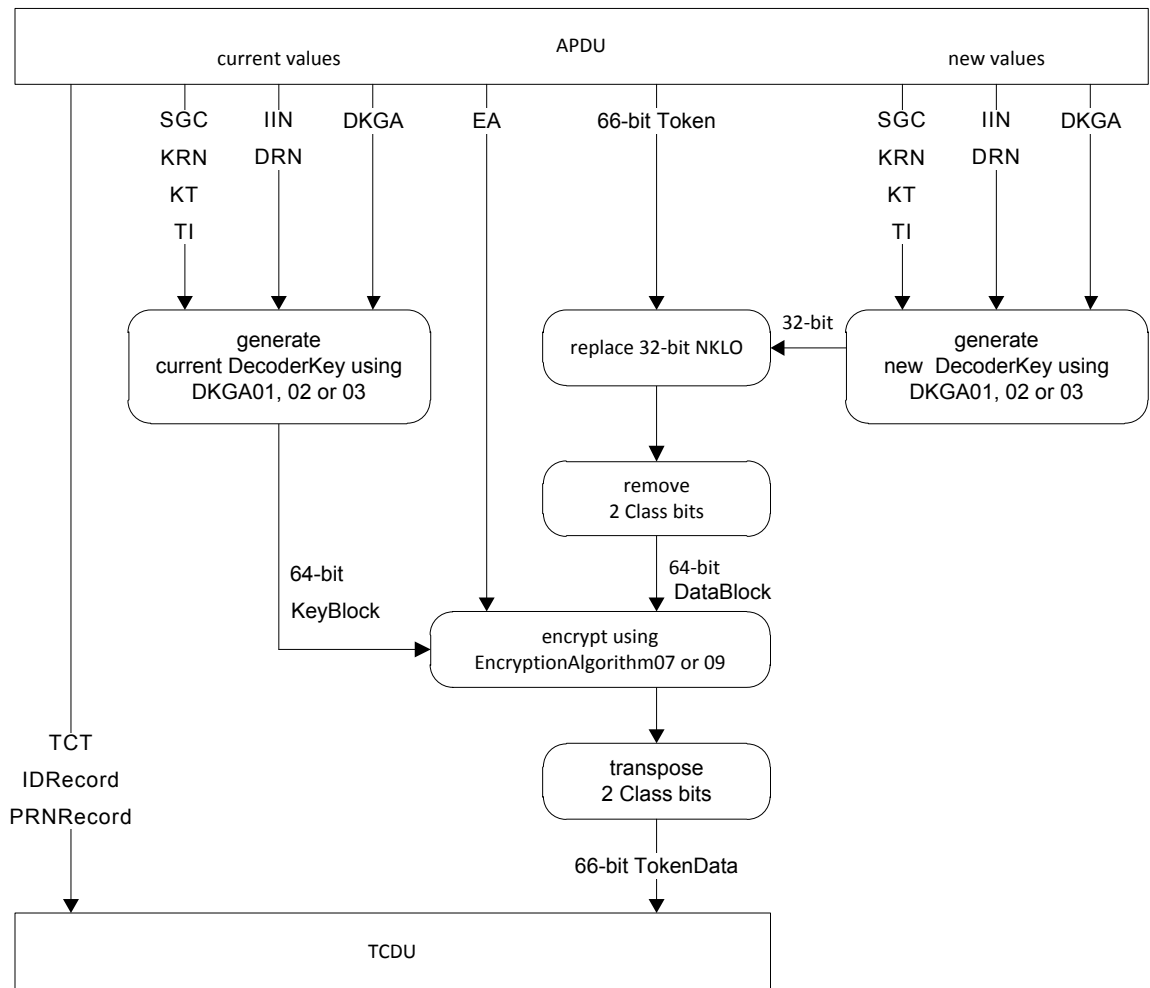 APDU
current values
new values
SGC
KRN
KT
TI
IIN
DRN
DKGA
EA
66-bit Token
SGC
KRN
KT
TI
IIN
DRN
DKGA
generate
current DecoderKey using
DKGA01, 02 or 03
replace 32-bit NKLO
32-bit
generate
new DecoderKey using
DKGA01, 02 or 03
remove
2 Class bits
64-bit
KeyBlock
64-bit
DataBlock
encrypt using
EncryptionAlgorithm07 or 09
TCT
IDRecord
PRNRecord
transpose
2 Class bits
66-bit TokenData
TCDU